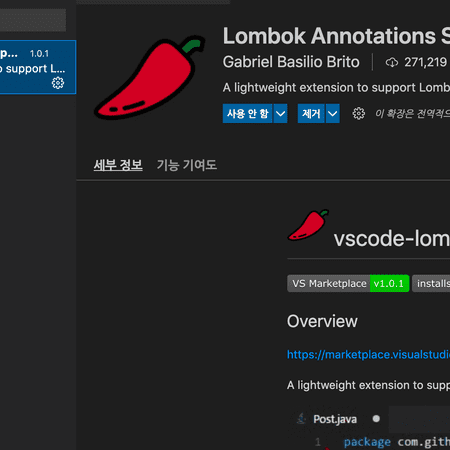 p...
1.0.1
o support L...
Lombok Annotations S
Gabriel Basilio Brito
271,219
A lightweight extension to support Lomb
사용 안 함
제거
이 확장은 전역적으
세부 정보
기능 기여도
vscode-lom
VS Marketplace v1.0.1
installs
Overview
https://marketplace.visualstudi
A lightweight extension to supp
Post.java
1 package com.gith